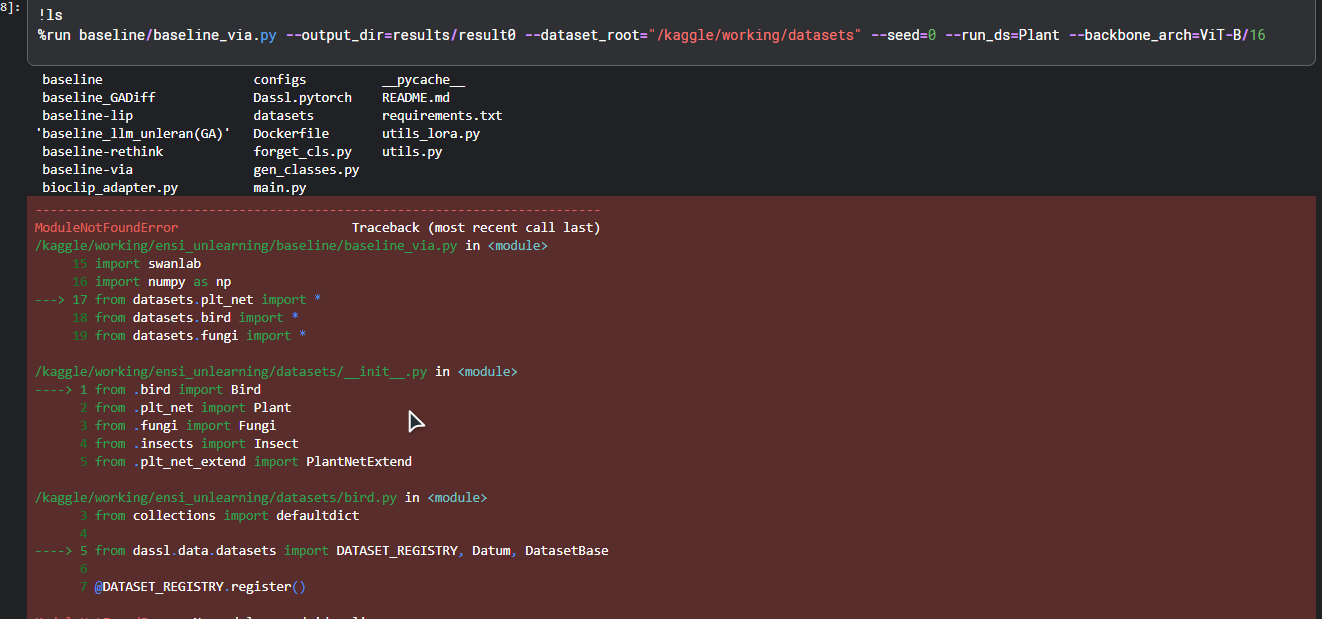 8]:
!ls
%run baseline/baseline_via.py --output_dir=results/result0 --dataset_root="/kaggle/working/datasets" --seed=0 --run_ds=Plant --backbone_arch=ViT-B/16
baseline configs __pycache__
baseline_GADiff Dassl.pytorch README.md
baseline-lip datasets requirements.txt
'baseline_llm_unleran(GA)' Dockerfile utils_lora.py
baseline-rethink forget_cls.py utils.py
baseline-via gen_classes.py
bioclip_adapter.py main.py
---------------------------------------------------------------------------
ModuleNotFoundError Traceback (most recent call last)
/kaggle/working/ensi_unlearning/baseline/baseline_via.py in <module>
15 import swanlab
16 import numpy as np
---> 17 from datasets.plt_net import *
18 from datasets.bird import *
19 from datasets.fungi import *
/kaggle/working/ensi_unlearning/datasets/__init__.py in <module>
----> 1 from .bird import Bird
2 from .plt_net import Plant
3 from .fungi import Fungi
4 from .insects import Insect
5 from .plt_net_extend import PlantNetExtend
/kaggle/working/ensi_unlearning/datasets/bird.py in <module>
3 from collections import defaultdict
4
----> 5 from dassl.data.datasets import DATASET_REGISTRY, Datum, DatasetBase
6
7 @DATASET_REGISTRY.register()